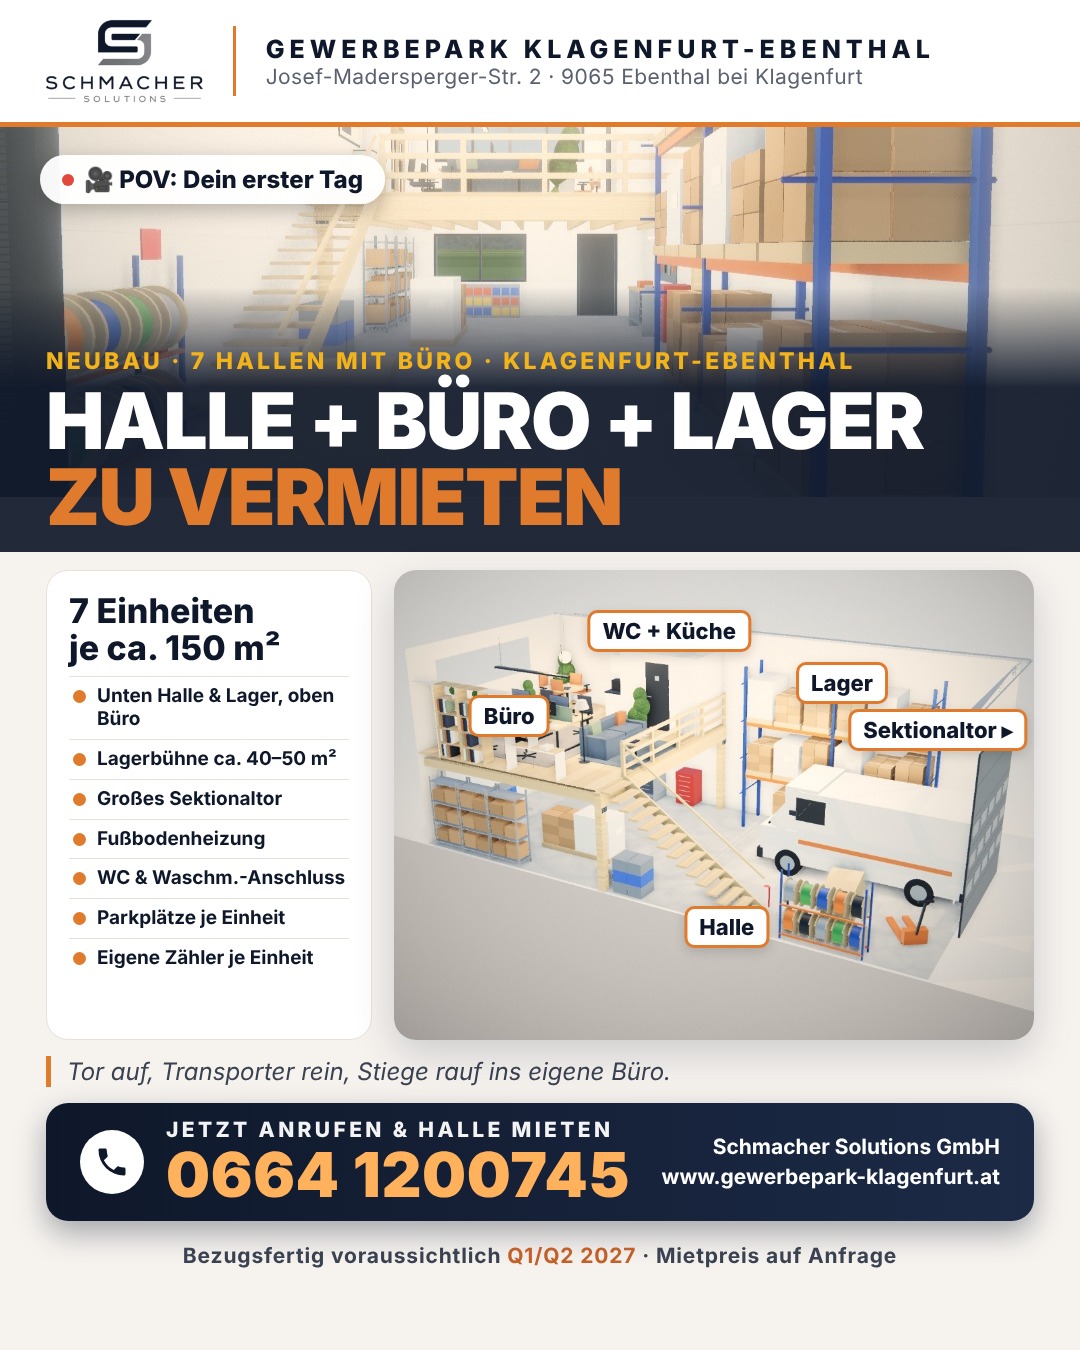 SCHMACHER
SOLUTIONS
GEWERBEPARK KLAGENFURT-EBENTHAL
Josef-Madersperger-Str. 2 · 9065 Ebenthal bei Klagenfurt
🎥 POV: Dein erster Tag
NEUBAU · 7 HALLEN MIT BÜRO · KLAGENFURT-EBENTHAL
HALLE + BÜRO + LAGER
ZU VERMIETEN
7 Einheiten
je ca. 150 m²
Unten Halle & Lager, oben
Büro
Lagerbühne ca. 40–50 m²
Großes Sektionaltor
Fußbodenheizung
WC & Waschm.-Anschluss
Parkplätze je Einheit
Eigene Zähler je Einheit
WC + Küche
Lager
Büro
Sektionaltor ▸
Halle
Tor auf, Transporter rein, Stiege rauf ins eigene Büro.
JETZT ANRUFEN & HALLE MIETEN
0664 1200745
Schmacher Solutions GmbH
www.gewerbepark-klagenfurt.at
Bezugsfertig voraussichtlich Q1/Q2 2027 · Mietpreis auf Anfrage